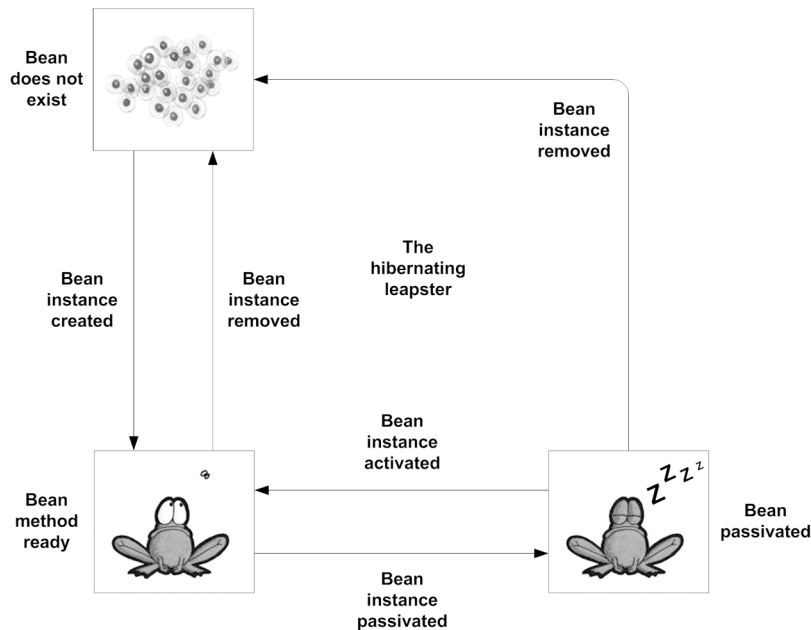 Bean
does not
exist
Bean
instance
removed
The
hibernating
leapster
Bean
instance
created
Bean
instance
removed
Bean
instance
activated
Bean
method
ready
z z z z
Bean
passivated
Bean
instance
passivated